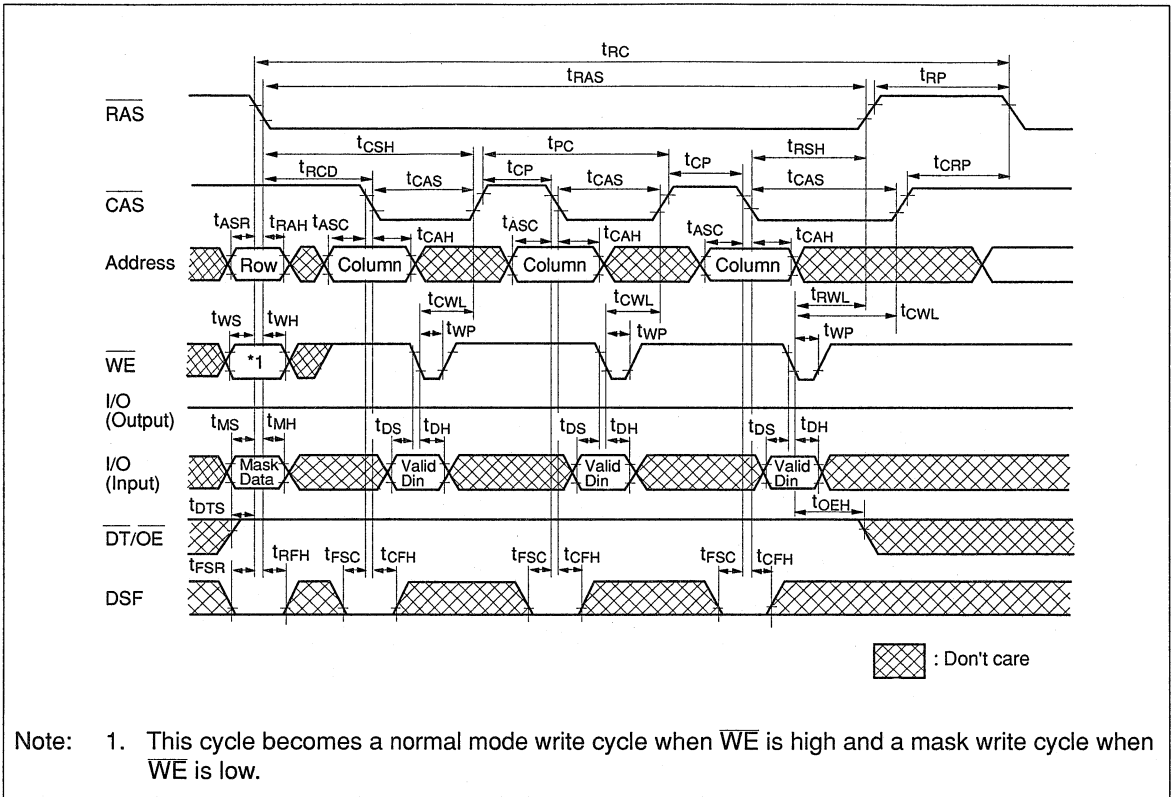 tRC
tRAS
tRP
RAS
tCSH
tPC
tRSH
tRCD
tCAS
tCP
tCAS
tCP
tCAS
tCRP
CAS
tASR
tRAH
tASC
tCAH
tASC
tCAH
tASC
tCAH
Address
Row
Column
Column
Column
tCWL
tCWL
tRWL
tCWL
tWS
tWH
tWP
tWP
tWP
WE
*1
I/O
(Output)
tMS
tMH
tDS
tDH
tDS
tDH
tDS
tDH
I/O
(Input)
Mask
Data
Valid
Din
Valid
Din
Valid
Din
tDTS
tOEH
DT/OE
tFSR
tRFH
tFSC
tCFH
tFSC
tCFH
tFSC
tCFH
DSF
: Don't care
Note: 1. This cycle becomes a normal mode write cycle when WE is high and a mask write cycle when
WE is low.